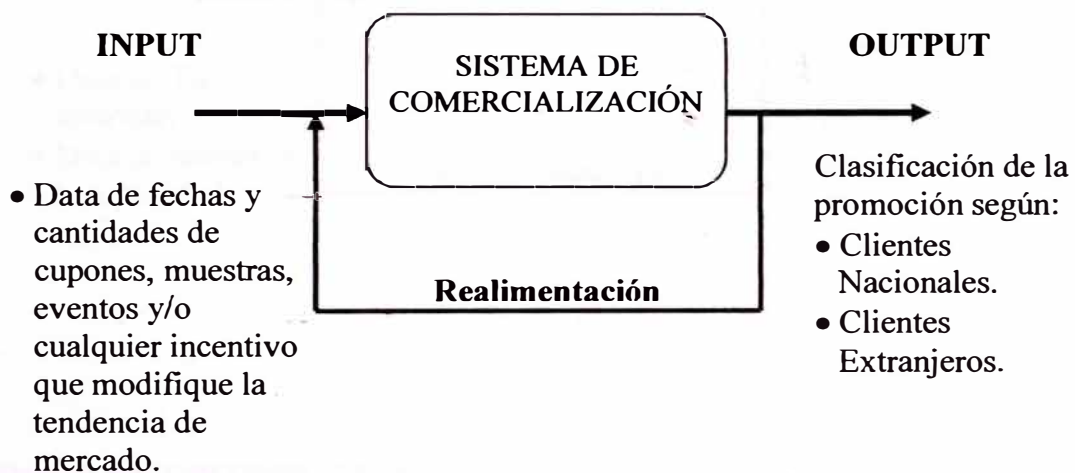 INPUT
SISTEMA DE
COMERCIALIZACIÓN
OUTPUT
• Data de fechas y
cantidades de
cupones, muestras,
eventos y/o
cualquier incentivo
que modifique la
tendencia de
mercado.
Realimentación
Clasificación de la
promoción según:
• Clientes
Nacionales.
• Clientes
Extranjeros.